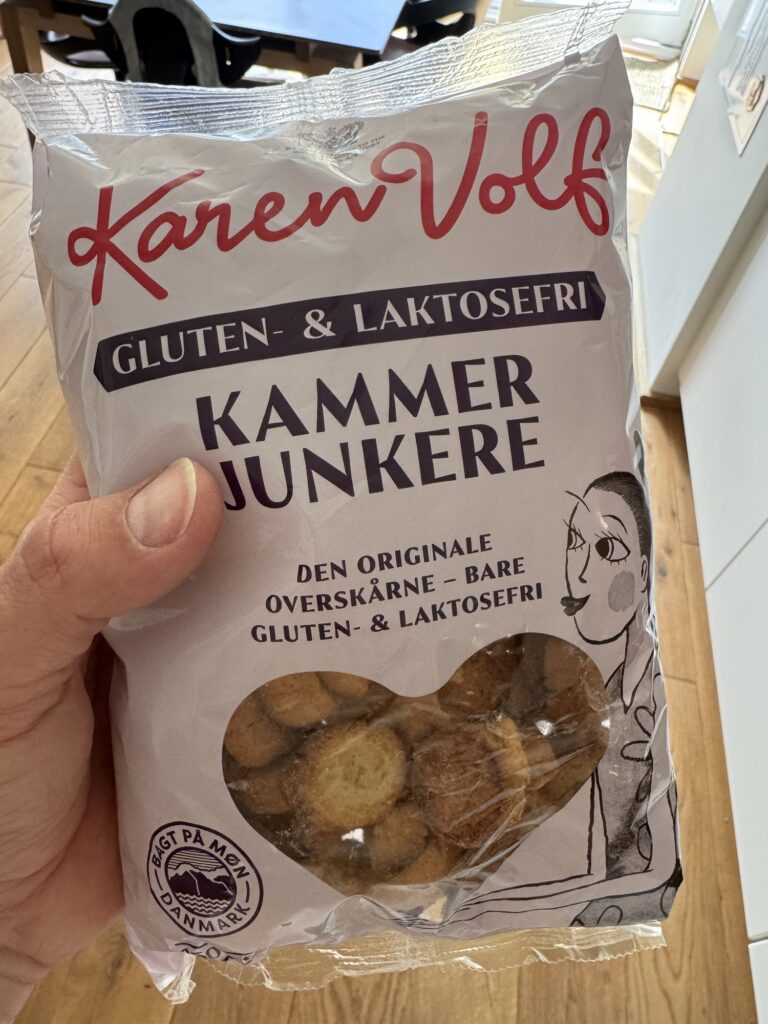 Karen Volf
GLUTEN- & LAKTOSEFRI
KAMMER
JUNKERE
DEN ORIGINALE
OVERSKÅRNE – BARE
GLUTEN- & LAKTOSEFRI
BAGT PÅ MØN
DANMARK